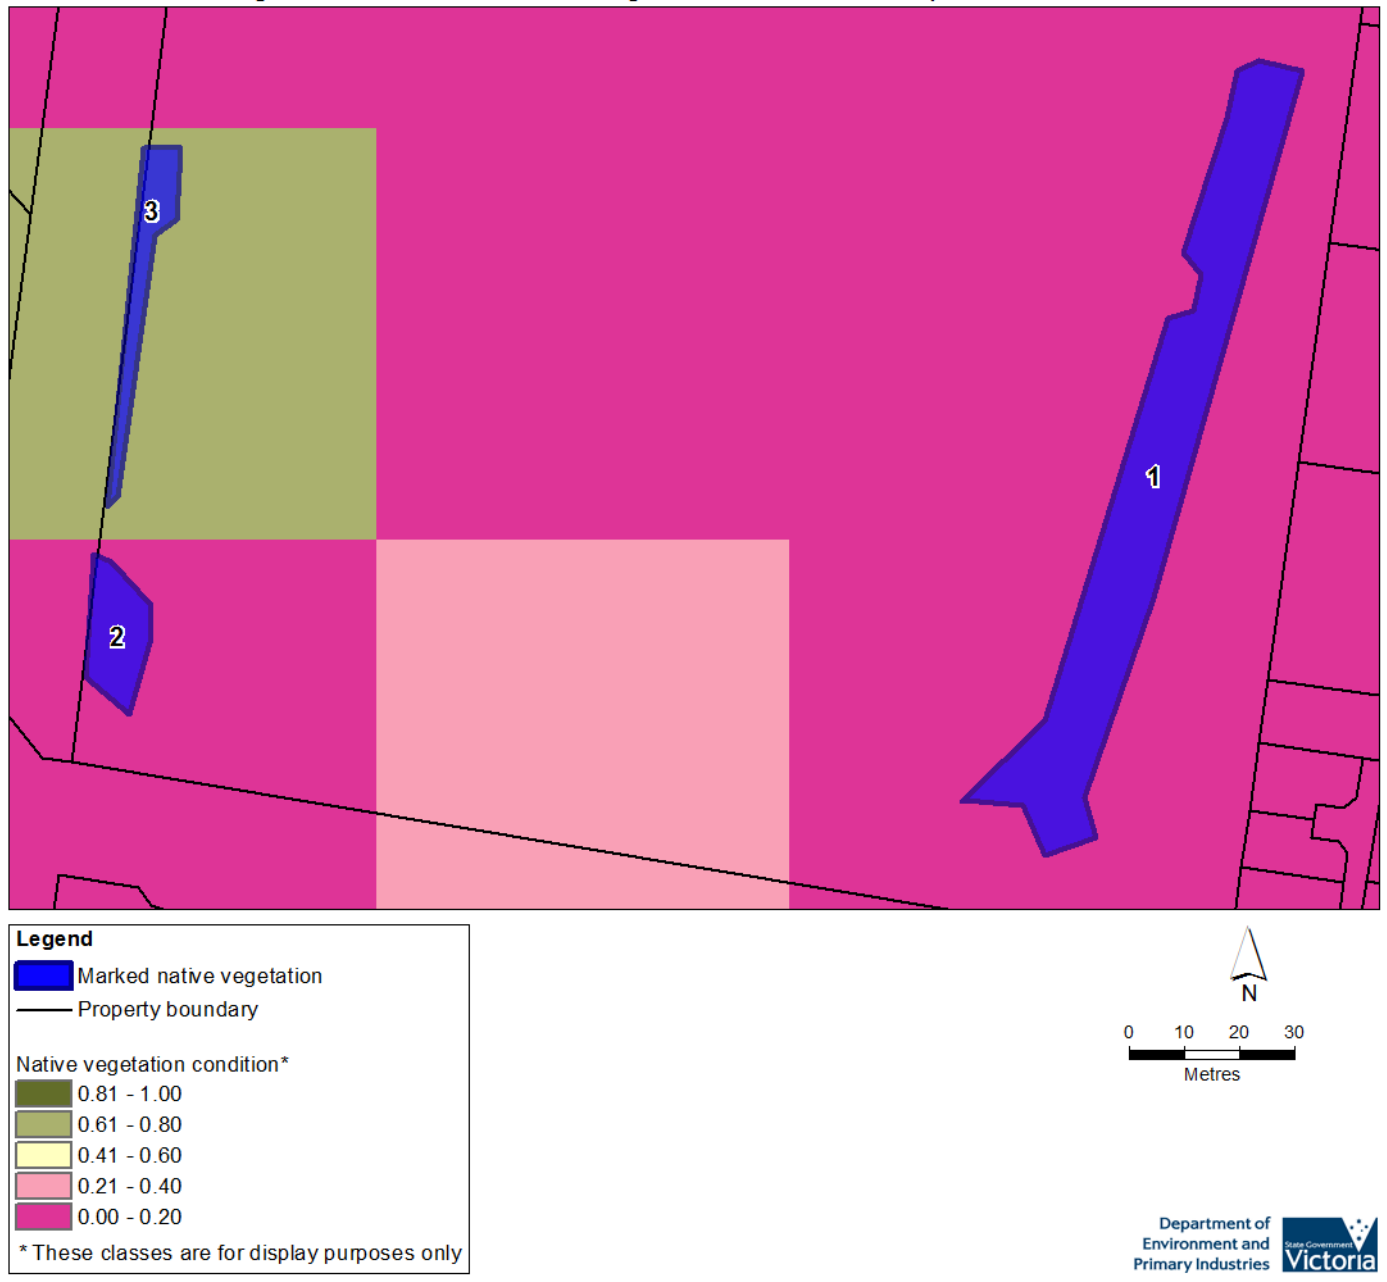 3
1
2
Legend
Marked native vegetation
Property boundary
Native vegetation condition*
0.81 - 1.00
0.61 - 0.80
0.41 - 0.60
0.21 - 0.40
0.00 - 0.20
* These classes are for display purposes only
N
0 10 20 30
Metres
Department of
Environment and
Primary Industries
State Government
Victoria